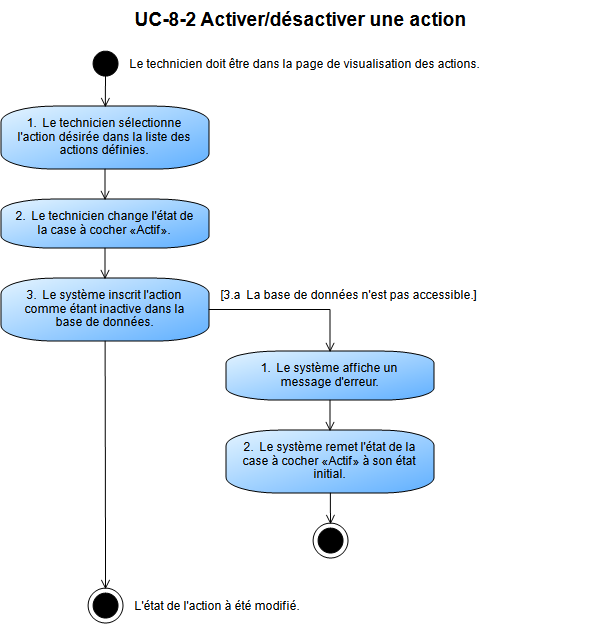 UC-8-2 Activer/désactiver une action
Le technicien doit être dans la page de visualisation des actions.
1. Le technicien sélectionne
l'action désirée dans la liste des
actions définies.
2. Le technicien change l'état de
la case à cocher «Actif».
3. Le système inscrit l'action
comme étant inactive dans la
base de données.
[3.a La base de données n'est pas accessible.]
1. Le système affiche un
message d'erreur.
2. Le système remet l'état de la
case à cocher «Actif» à son état
initial.
L'état de l'action à été modifié.